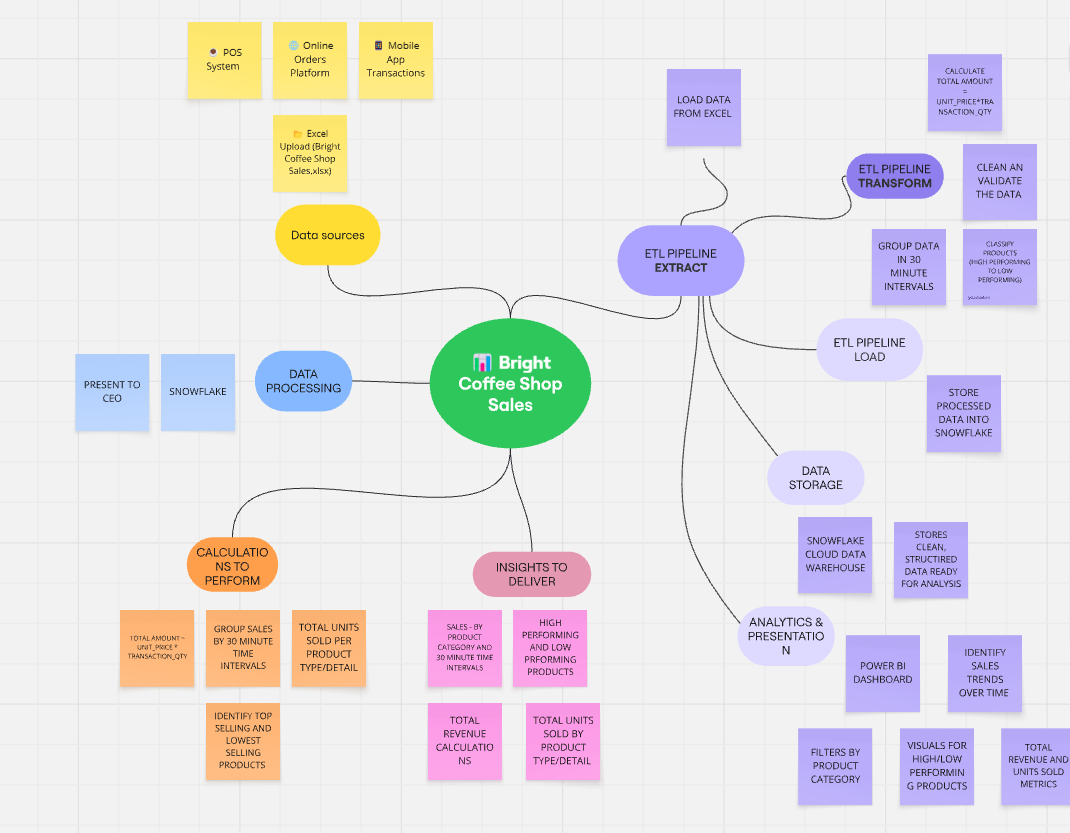 POS
System
Online
Orders
Platform
Mobile
App
Transactions
Excel
Upload (Bright
Coffee Shop
Sales,xlsx)
Data sources
LOAD DATA
FROM EXCEL
CALCULATE
TOTAL AMOUNT
=
UNIT_PRICE*TRA
NSACTION_QTY
ETL PIPELINE
TRANSFORM
CLEAN AN
VALIDATE
THE DATA
GROUP DATA
IN 30
MINUTE
INTERVALS
CLASSIFY
PRODUCTS
(HIGH PERFORMING
TO LOW
PERFORMING)
ETL PIPELINE
EXTRACT
ETL PIPELINE
LOAD
STORE
PROCESSED
DATA INTO
SNOWFLAKE
Bright
Coffee Shop
Sales
PRESENT TO
CEO
SNOWFLAKE
DATA
PROCESSING
DATA
STORAGE
SNOWFLAKE
CLOUD DATA
WAREHOUSE
STORES
CLEAN,
STRUCTIRED
DATA READY
FOR ANALYSIS
CALCULATIO
NS TO
PERFORM
TOTAL AMOUNT ~
UNIT_PRICE *
TRANSACTION_QTY
GROUP SALES
BY 30 MINUTE
TIME
INTERVALS
TOTAL UNITS
SOLD PER
PRODUCT
TYPE/DETAIL
IDENTIFY TOP
SELLING AND
LOWEST
SELLING
PRODUCTS
INSIGHTS TO
DELIVER
SALES - BY
PRODUCT
CATEGORY AND
30 MINUTE TIME
INTERVALS
HIGH
PERFORMING
AND LOW
PRFORMING
PRODUCTS
TOTAL
REVENUE
CALCULATIO
NS
TOTAL UNITS
SOLD BY
PRODUCT
TYPE/DETAIL
ANALYTICS &
PRESENTATIO
N
POWER BI
DASHBOARD
IDENTIFY
SALES
TRENDS
OVER TIME
FILTERS BY
PRODUCT
CATEGORY
VISUALS FOR
HIGH/LOW
PERFORMIN
G PRODUCTS
TOTAL
REVENUE AND
UNITS SOLD
METRICS